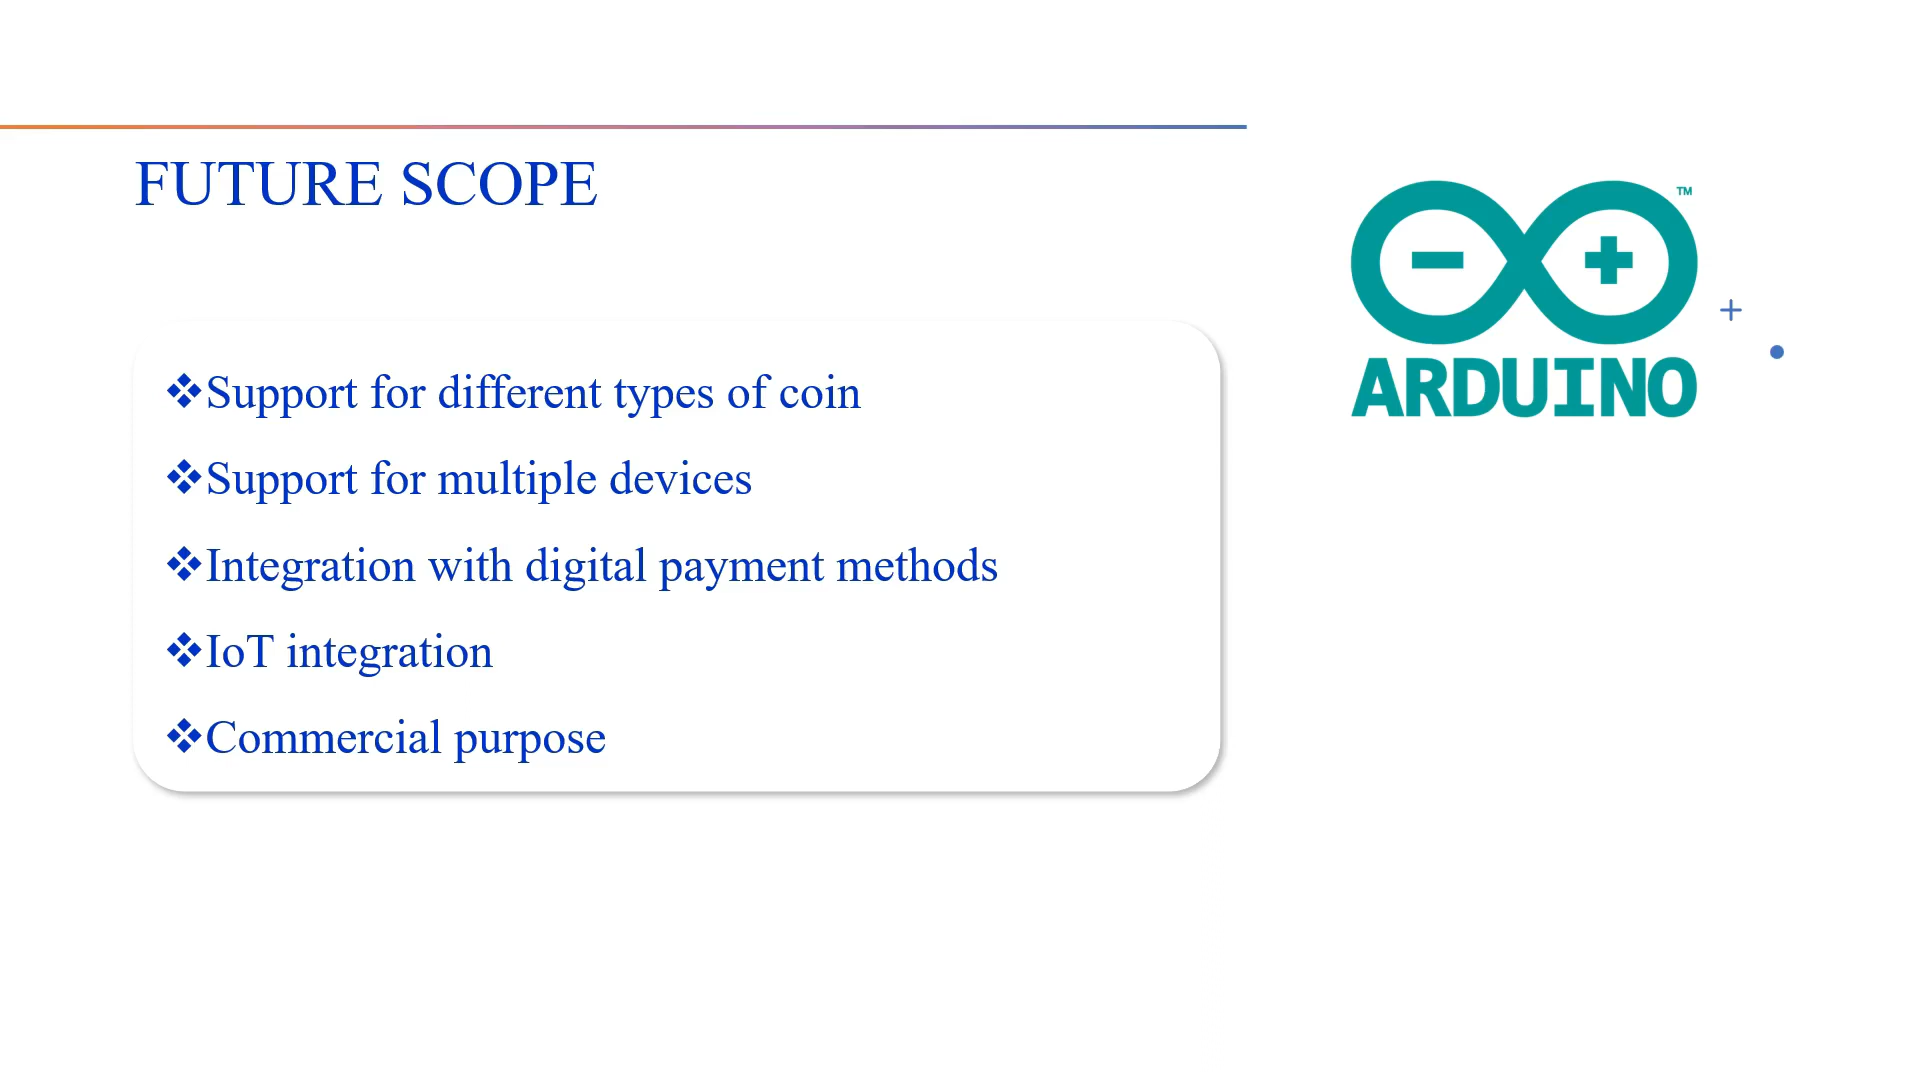 FUTURE SCOPE
❖Support for different types of coin
❖Support for multiple devices
❖Integration with digital payment methods
❖IoT integration
❖Commercial purpose
TM
ARDUINO